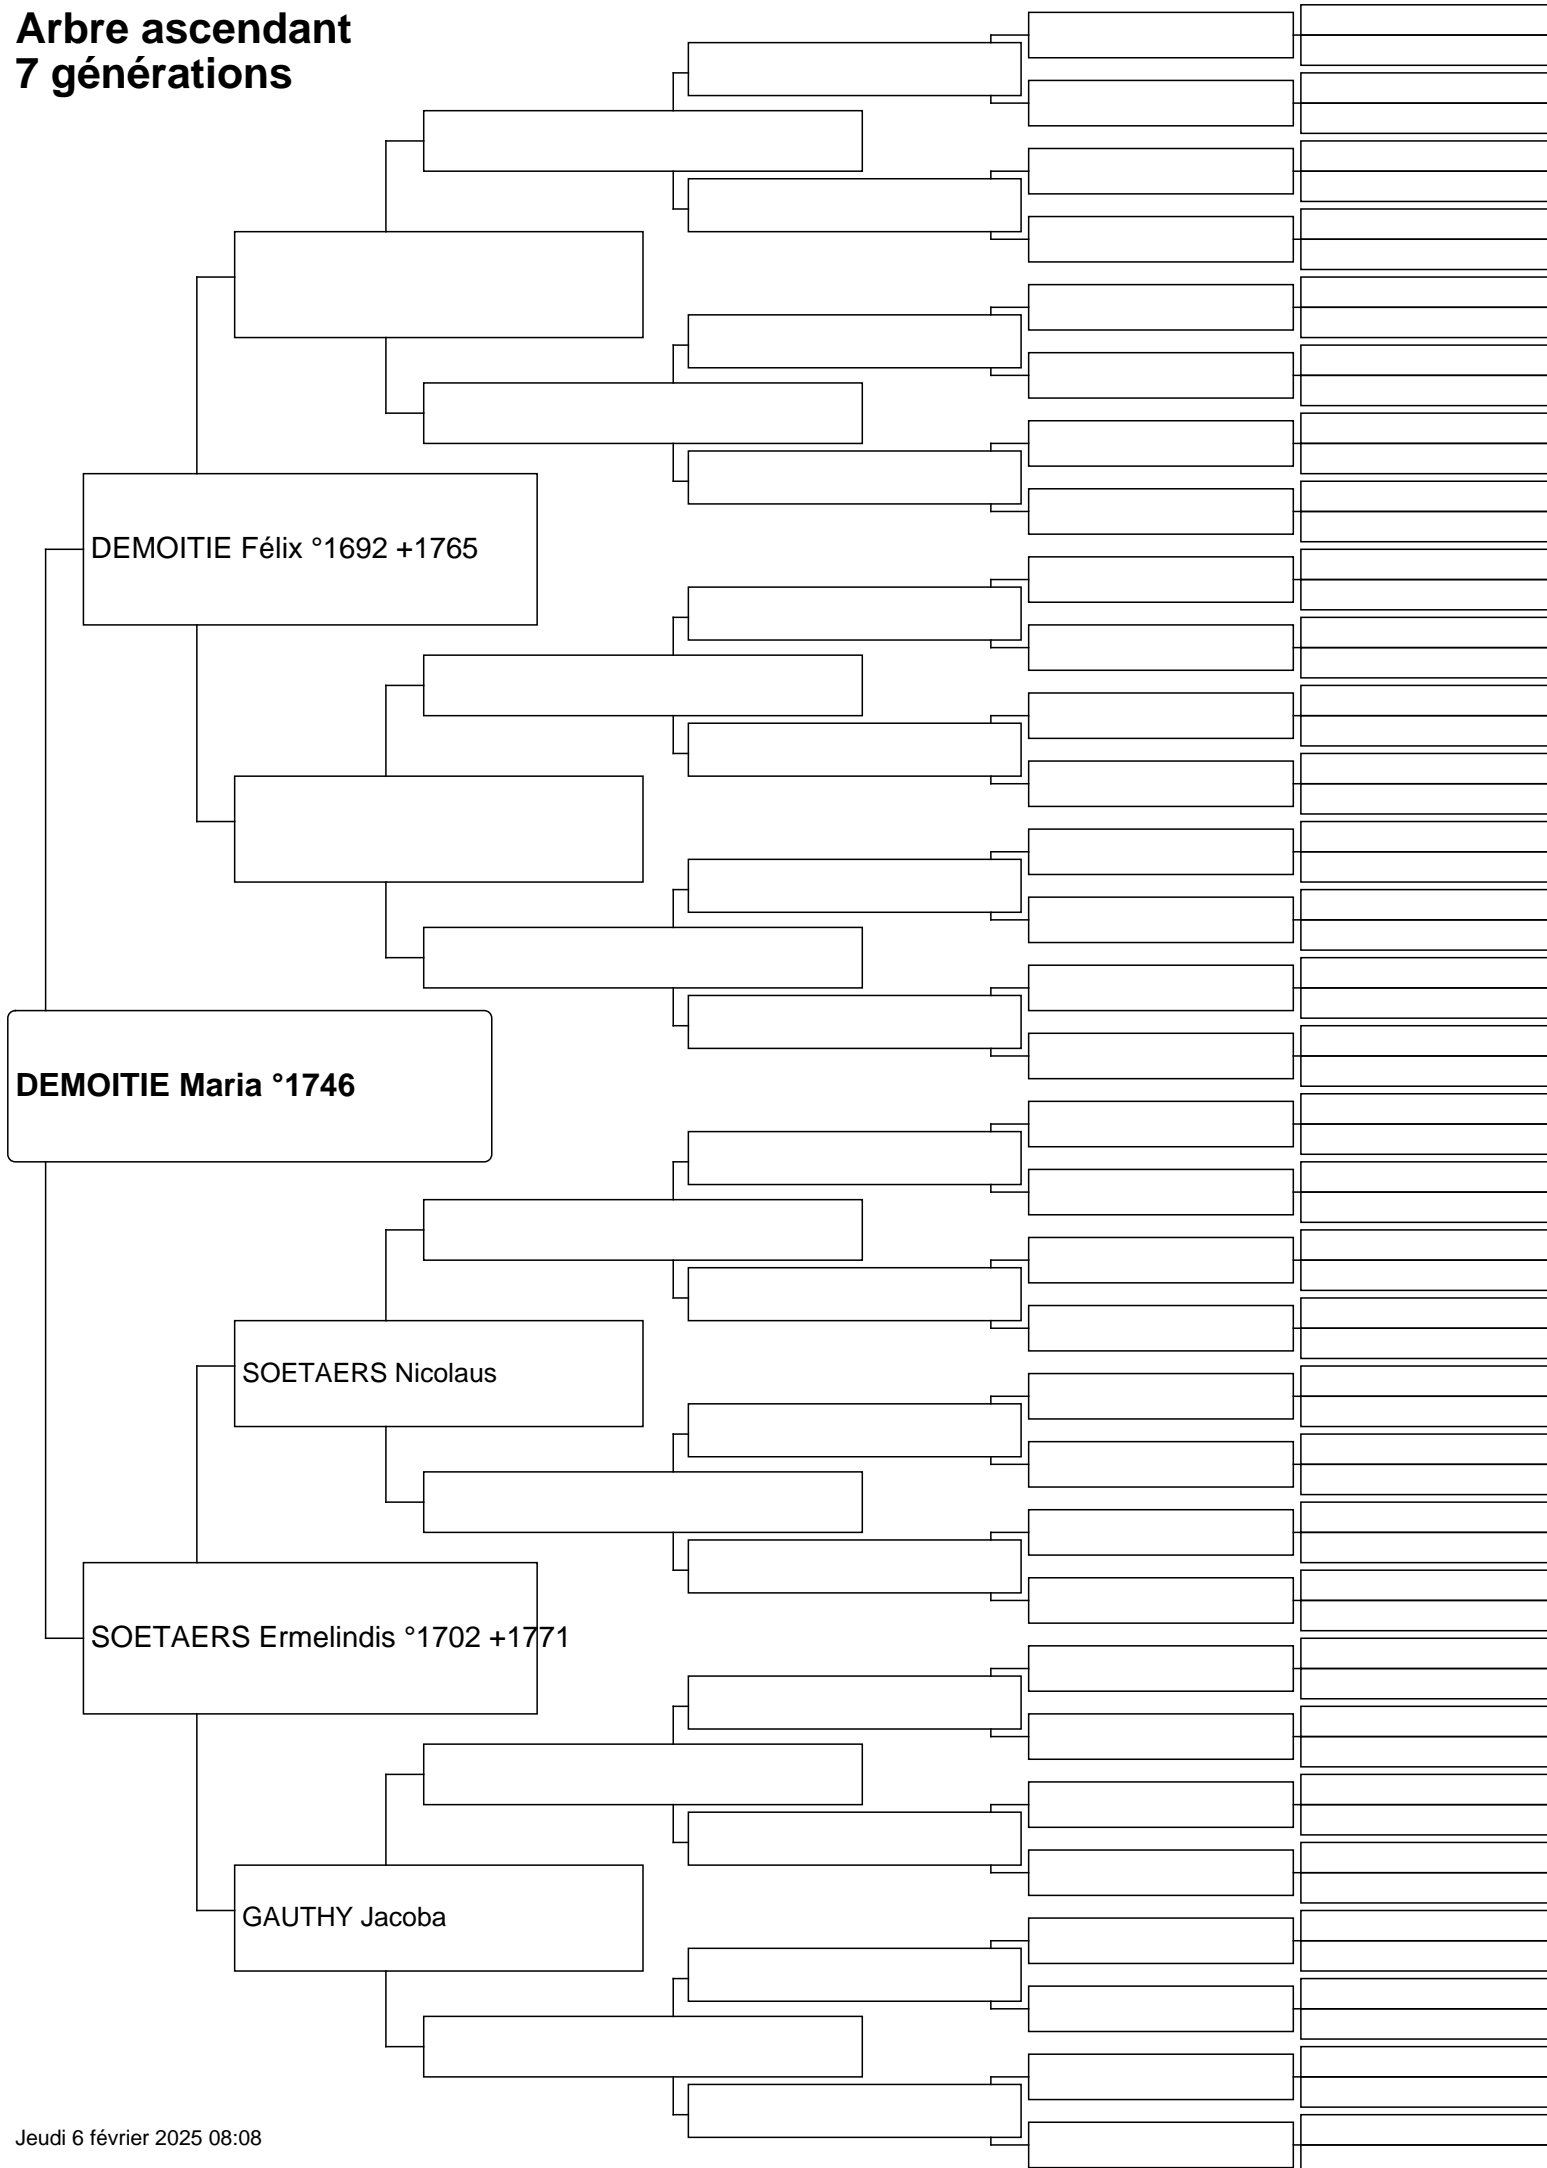 Arbre ascendant
7 générations
DEMOITIE Félix °1692 +1765
DEMOITIE Maria °1746
SOETAERS Nicolaus
SOETAERS Ermelindis °1702 +1771
GAUTHY Jacoba
Jeudi 6 février 2025 08:08